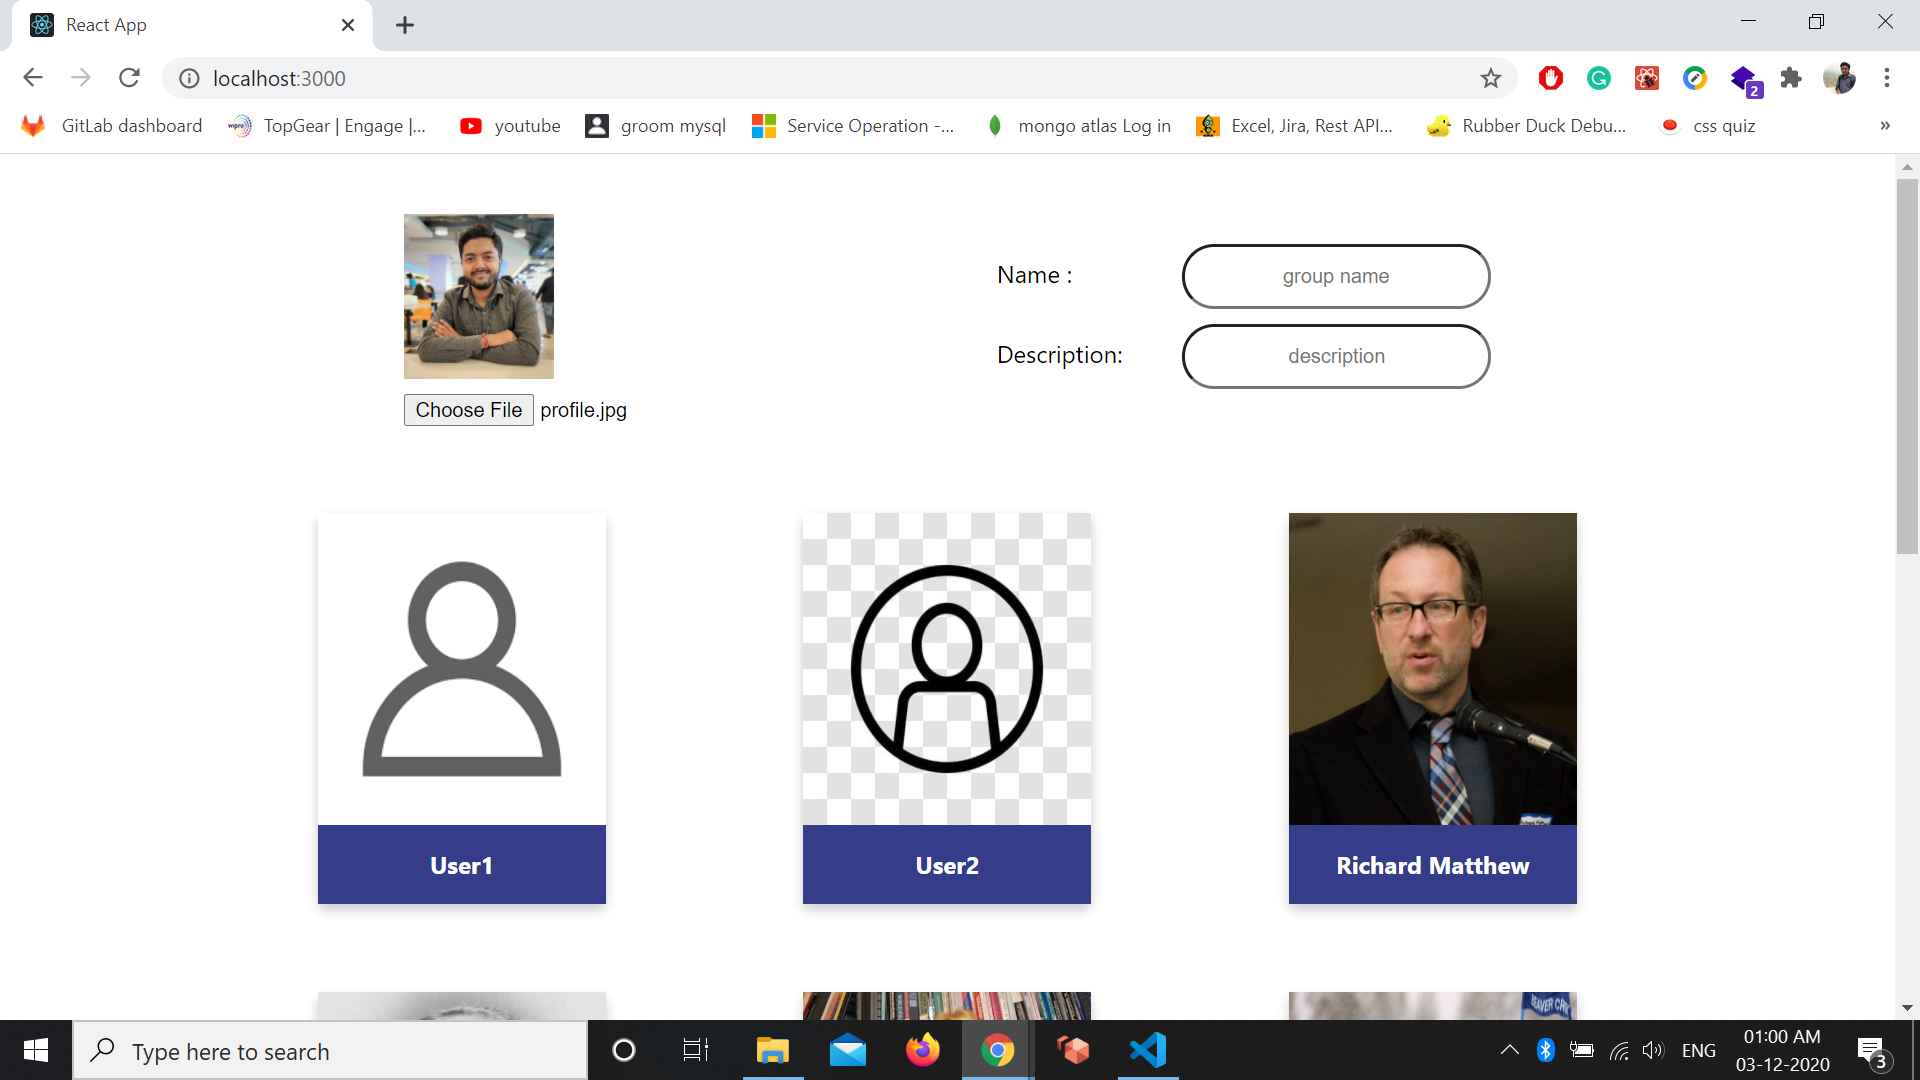 React App
localhost:3000
2
GitLab dashboard
wipro
TopGear | Engage |...
youtube
groom mysql
Service Operation -...
mongo atlas Log in
Excel, Jira, Rest API...
Rubber Duck Debu...
css quiz
»
Name :
group name
Description:
description
Choose File profile.jpg
User1
User2
Richard Matthew
Type here to search
ENG
01:00 AM
03-12-2020
3